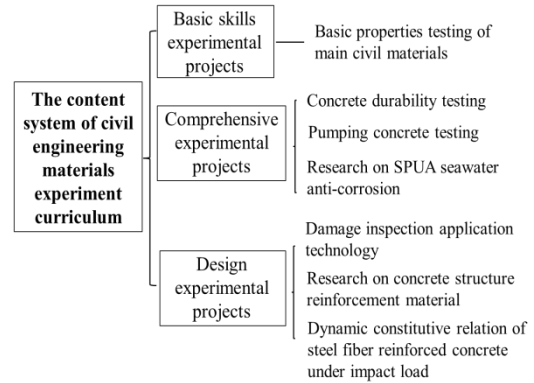 The content
system of civil
engineering
materials
experiment
curriculum
Basic skills
experimental
projects
Basic properties testing of
main civil materials
Comprehensive
experimental
projects
Concrete durability testing
Pumping concrete testing
Research on SPUA seawater
anti-corrosion
Design
experimental
projects
Damage inspection application
technology
Research on concrete structure
reinforcement material
Dynamic constitutive relation of
steel fiber reinforced concrete
under impact load